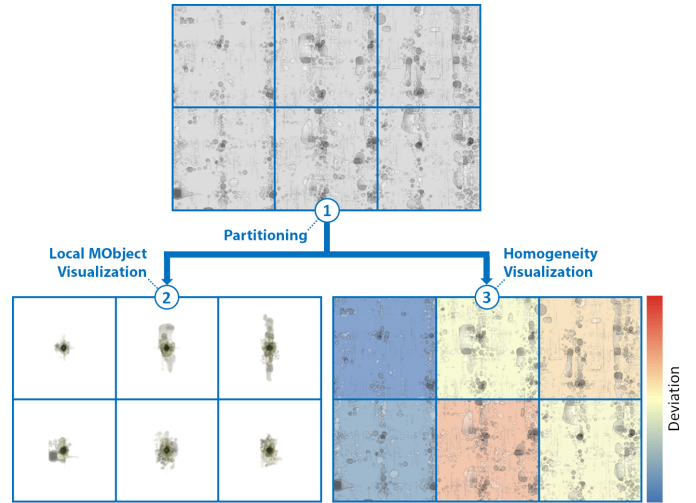 1
Partitioning
Local MObject
Visualization
2
Homogeneity
Visualization
3
Deviation